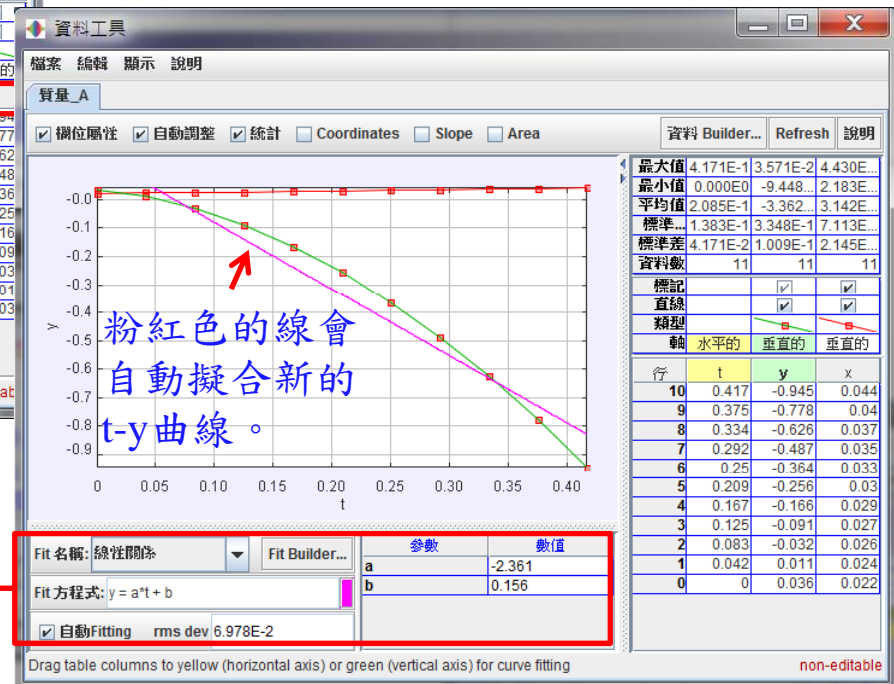 資料工具
檔案 編輯 顯示 說明
質量_A
欄位屬性 自動調整 統計 Coordinates Slope Area 資料 Builder... Refresh 說明
最大值 4.171E-1 3.571E-2 4.430E...
最小值 0.000E0 -9.448... 2.183E...
平均值 2.085E-1 -3.362... 3.142E...
標準... 1.383E-1 3.348E-1 7.113E...
標準差 4.171E-2 1.009E-1 2.145E...
資料數 11 11 11
標記
直線
類型
軸 水平的 垂直的 垂直的
行 t y x
10 0.417 -0.945 0.044
9 0.375 -0.778 0.04
8 0.334 -0.626 0.037
7 0.292 -0.487 0.035
6 0.25 -0.364 0.033
5 0.209 -0.256 0.03
4 0.167 -0.166 0.029
3 0.125 -0.091 0.027
2 0.083 -0.032 0.026
1 0.042 0.011 0.024
0 0 0.036 0.022
-0.0
-0.1
-0.2
-0.3
-0.4
-0.5
-0.6
-0.7
-0.8
-0.9
y
0 0.05 0.10 0.15 0.20 0.25 0.30 0.35 0.40
t
粉紅色的線會
自動擬合新的
t-y曲線。
Fit 名稱: 線性關係 Fit Builder...
Fit 方程式: y = a*t + b
自動Fitting rms dev 6.978E-2
參數 數值
a -2.361
b 0.156
Drag table columns to yellow (horizontal axis) or green (vertical axis) for curve fitting non-editable